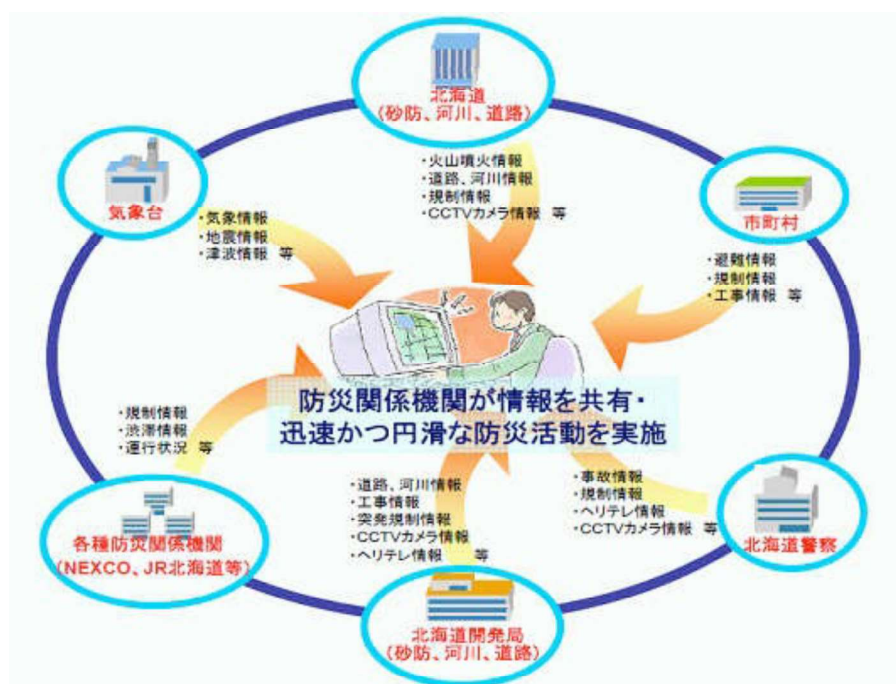 北海道
(砂防、河川、道路)
・火山噴火情報
・道路、河川情報
・規制情報
・CCTVカメラ情報 等
気象台
・気象情報
・地震情報
・津波情報 等
市町村
・避難情報
・規制情報
・工事情報 等
防災関係機関が情報を共有・
迅速かつ円滑な防災活動を実施
・規制情報
・渋滞情報
・運行状況 等
各種防災関係機関
(NEXCO、JR北海道等)
・道路、河川情報
・工事情報
・突発規制情報
・CCTVカメラ情報
・ヘリテレ情報 等
北海道開発局
(砂防、河川、道路)
・事故情報
・規制情報
・ヘリテレ情報
・CCTVカメラ情報 等
北海道警察